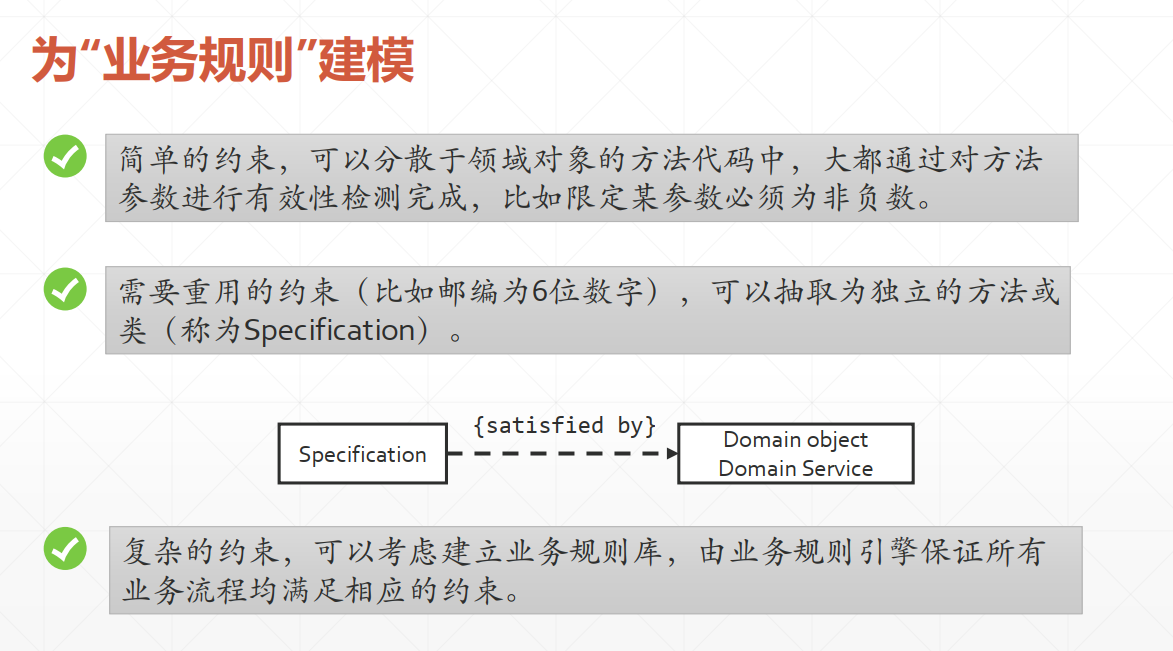 为“业务规则”建模
简单的约束，可以分散于领域对象的方法代码中，大都通过对方法
参数进行有效性检测完成，比如限定某参数必须为非负数。
需要重用的约束（比如邮编为6位数字），可以抽取为独立的方法或
类（称为Specification）。
{satisfied by}
Specification
Domain object
Domain Service
复杂的约束，可以考虑建立业务规则库，由业务规则引擎保证所有
业务流程均满足相应的约束。